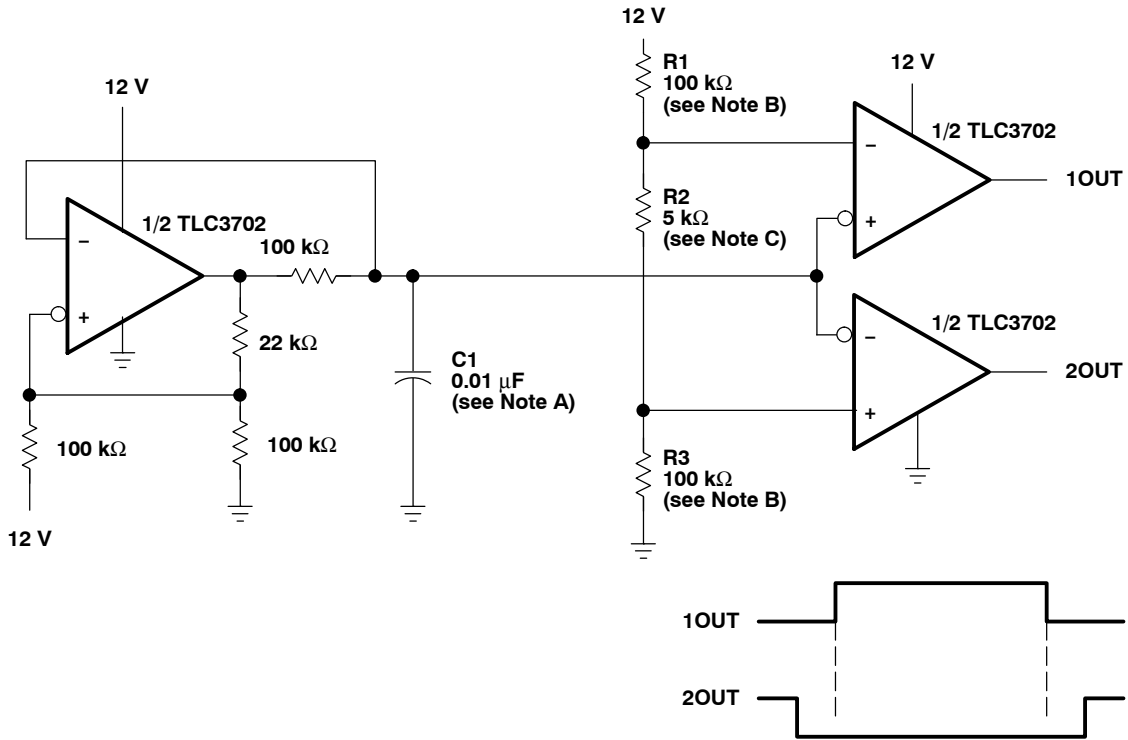 12 V
1/2 TLC3702
−
+
100 kΩ
22 kΩ
100 kΩ
100 kΩ
12 V
C1
0.01 μF
(see Note A)
12 V
R1
100 kΩ
(see Note B)
R2
5 kΩ
(see Note C)
R3
100 kΩ
(see Note B)
12 V
1/2 TLC3702
−
+
1OUT
1/2 TLC3702
−
+
2OUT
1OUT
2OUT